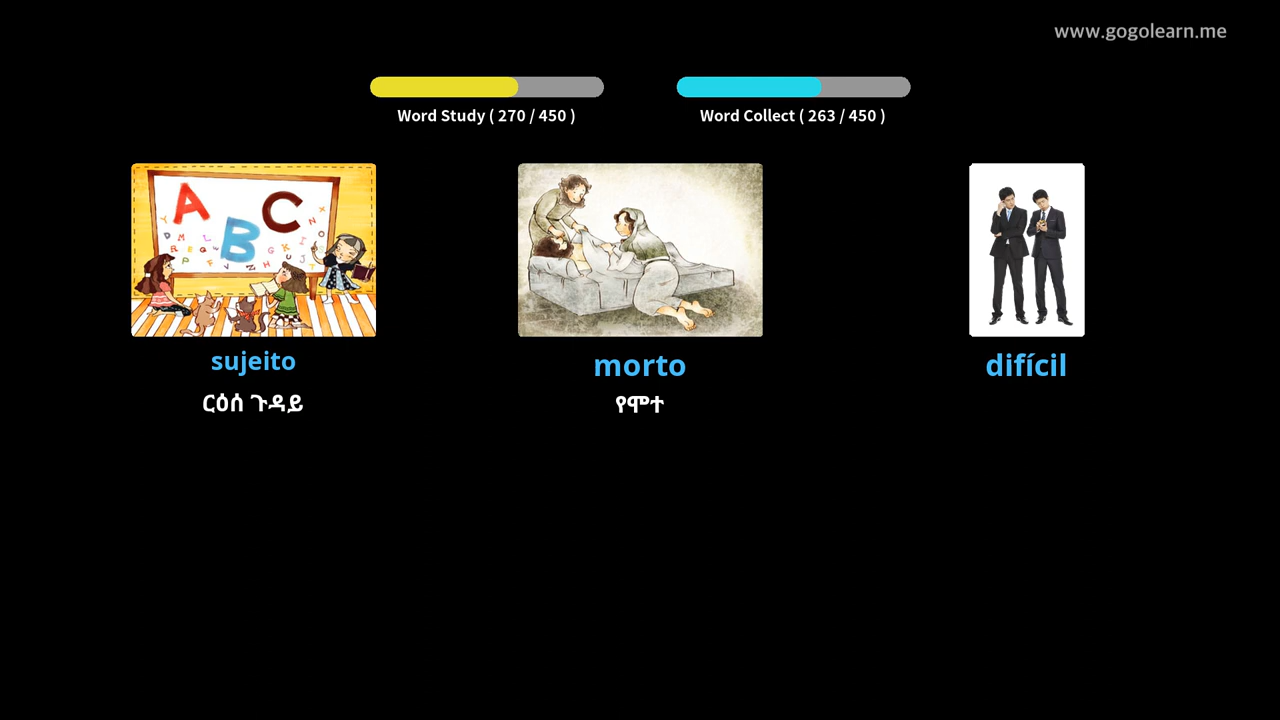 www.gogolearn.me
Word Study ( 270 / 450 )
Word Collect ( 263 / 450 )
A B C
sujeito
morto
difícil
ርዕሰ ጉዳይ
የሞተ